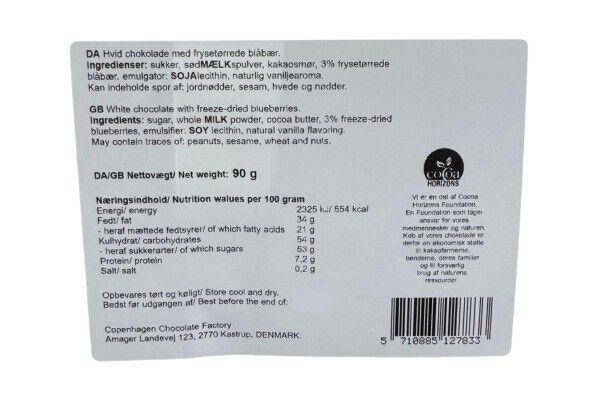 DA Hvid chokolade med frysetørrede blåbær.
Ingredienser: sukker, sødMÆLKspulver, kakaosmør, 3% frysetørrede
blåbær, emulgator: SOJAlecithin, naturlig vaniljearoma.
Kan indeholde spor af: jordnødder, sesam, hvede og nødder.
GB White chocolate with freeze-dried blueberries.
Ingredients: sugar, whole MILK powder, cocoa butter, 3% freeze-dried
blueberries, emulsifier: SOY lecithin, natural vanilla flavoring.
May contain traces of: peanuts, sesame, wheat and nuts.
DA/GB Nettovægt/ Net weight: 90 g
Næringsindhold/ Nutrition walues per 100 gram
Energi/ energy 2325 kJ/ 554 kcal
Fedt/ fat 34 g
- heraf mættede fedtsyrer/ of which fatty acids 21 g
Kulhydrat/ carbohydrates 54 g
- heraf sukkerarter/ of which sugars 53 g
Protein/ protein 7,2 g
Salt/ salt 0,2 g
Opbevares tørt og køligt/ Store cool and dry.
Bedst før udgangen af/ Best before the end of:
Copenhagen Chocolate Factory
Amager Landevej 123, 2770 Kastrup, DENMARK.
cocoa
HORIZONS
Vi er en del af Cocoa
Horizons Foundation.
En Foundation som tager
ansvar for vores
medmennesker og naturen.
Køb af vores chokolade er
derfor en økonomisk støtte
til kakaofarmerne,
bønderne, deres familier
og til forsvarlig
brug af naturens
ressourcer.
5 710885 127833